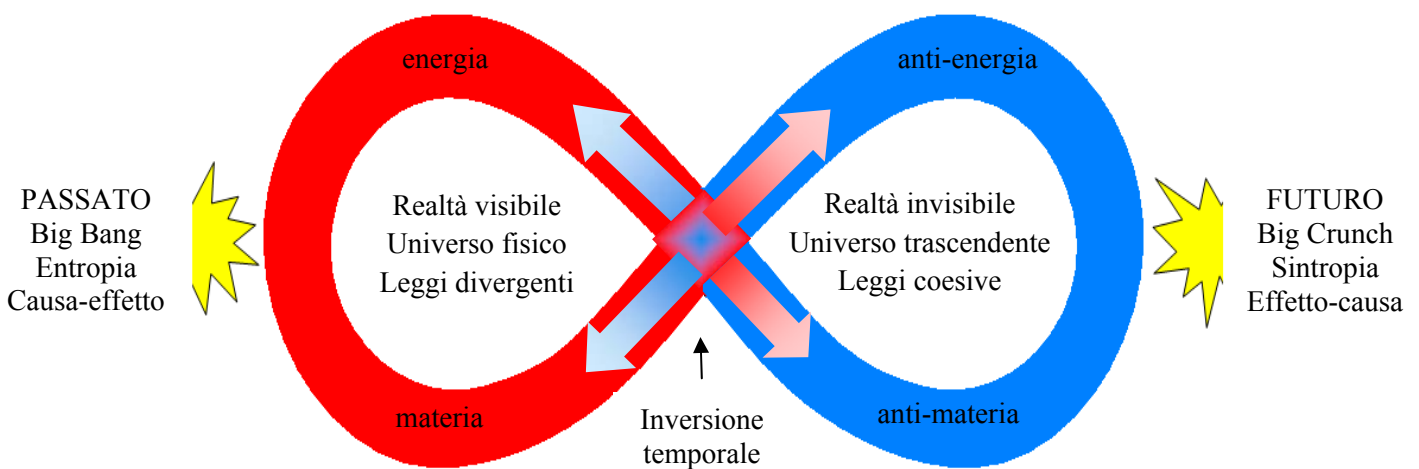 energia
anti-energia
PASSATO
Big Bang
Entropia
Causa-effetto
Realtà visibile
Universo fisico
Leggi divergenti
Realtà invisibile
Universo trascendente
Leggi coesive
FUTURO
Big Crunch
Sintropia
Effetto-causa
materia
anti-materia
Inversione
temporale